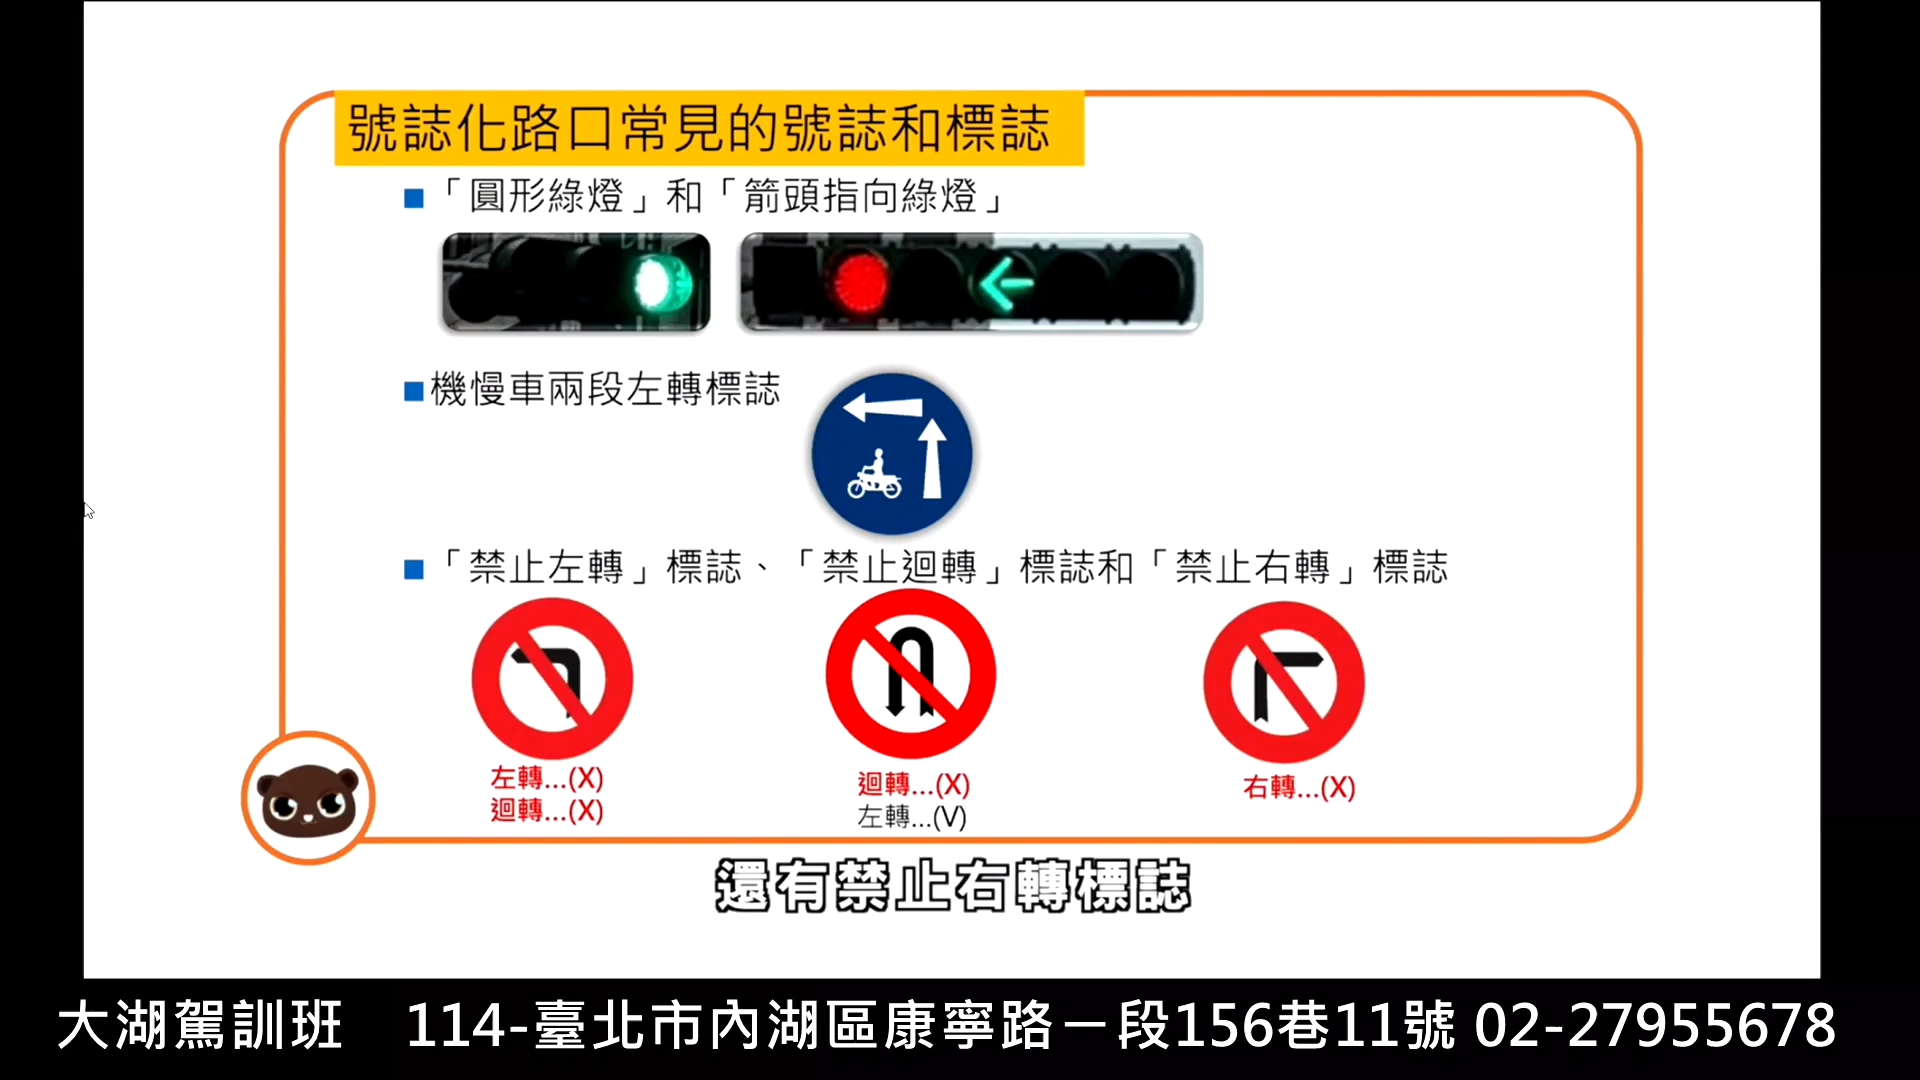 號誌化路口常見的號誌和標誌
■「圓形綠燈」和「箭頭指向綠燈」
■機慢車兩段左轉標誌
■「禁止左轉」標誌、「禁止迴轉」標誌和「禁止右轉」標誌
左轉...(X)
迴轉...(X)
迴轉...(X)
左轉...(V)
右轉...(X)
還有禁止右轉標誌
大湖駕訓班 114-臺北市內湖區康寧路一段156巷11號 02-27955678